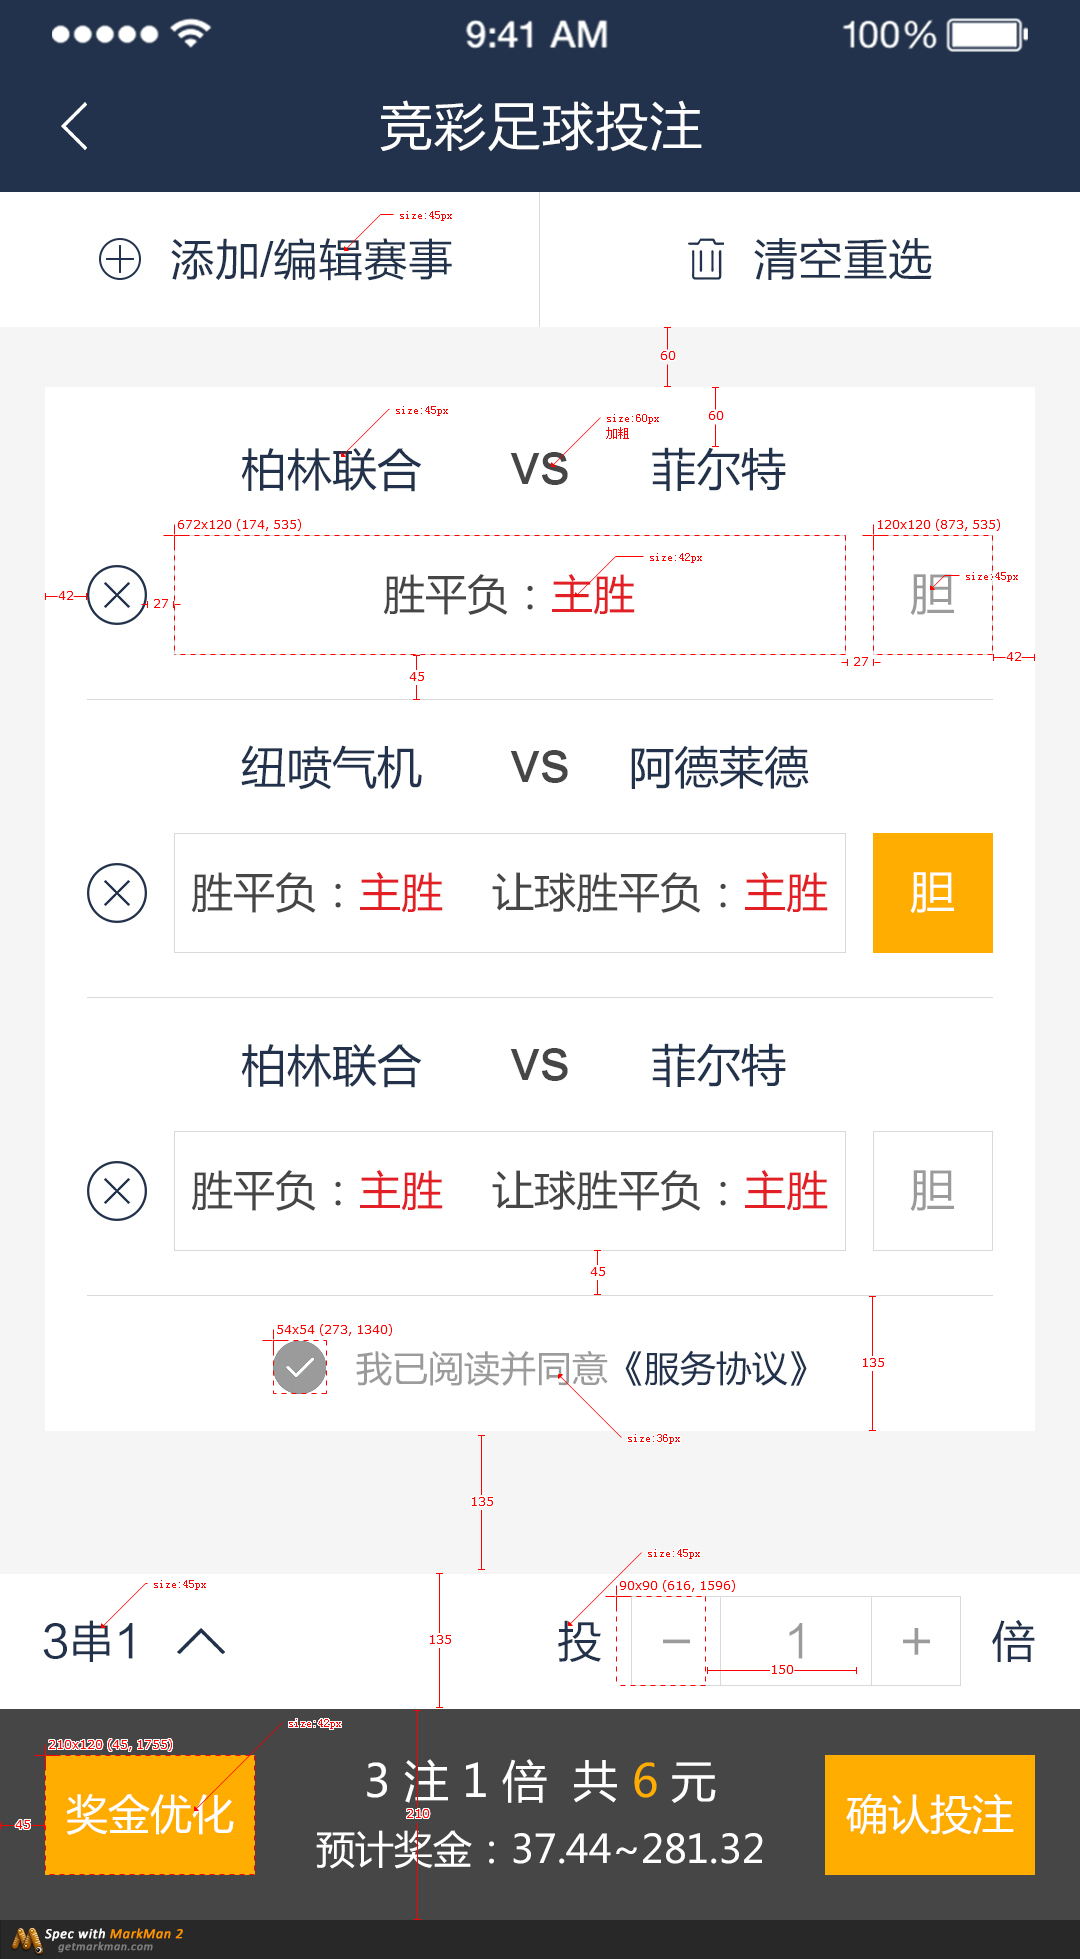 9:41 AM 100%
竞彩足球投注
size:45px
添加/编辑赛事 清空重选
60
size:45px size:60px 60
加粗
柏林联合 VS 菲尔特
672x120 (174, 535) 120x120 (873, 535)
size:42px
size:45px
42 27 胜平负：主胜 胆
27 42
45
纽喷气机 VS 阿德莱德
胜平负：主胜 让球胜平负：主胜 胆
柏林联合 VS 菲尔特
胜平负：主胜 让球胜平负：主胜 胆
45
54x54 (273, 1340)
我已阅读并同意《服务协议》 135
size:36px
135
size:45px
size:45px 90x90 (616, 1596)
3串1 135 投 − 1 + 倍
150
size:42px
210x120 (45, 1755)
3 注 1 倍 共 6 元
45 奖金优化 210 确认投注
预计奖金：37.44~281.32
Spec with MarkMan 2
getmarkman.com